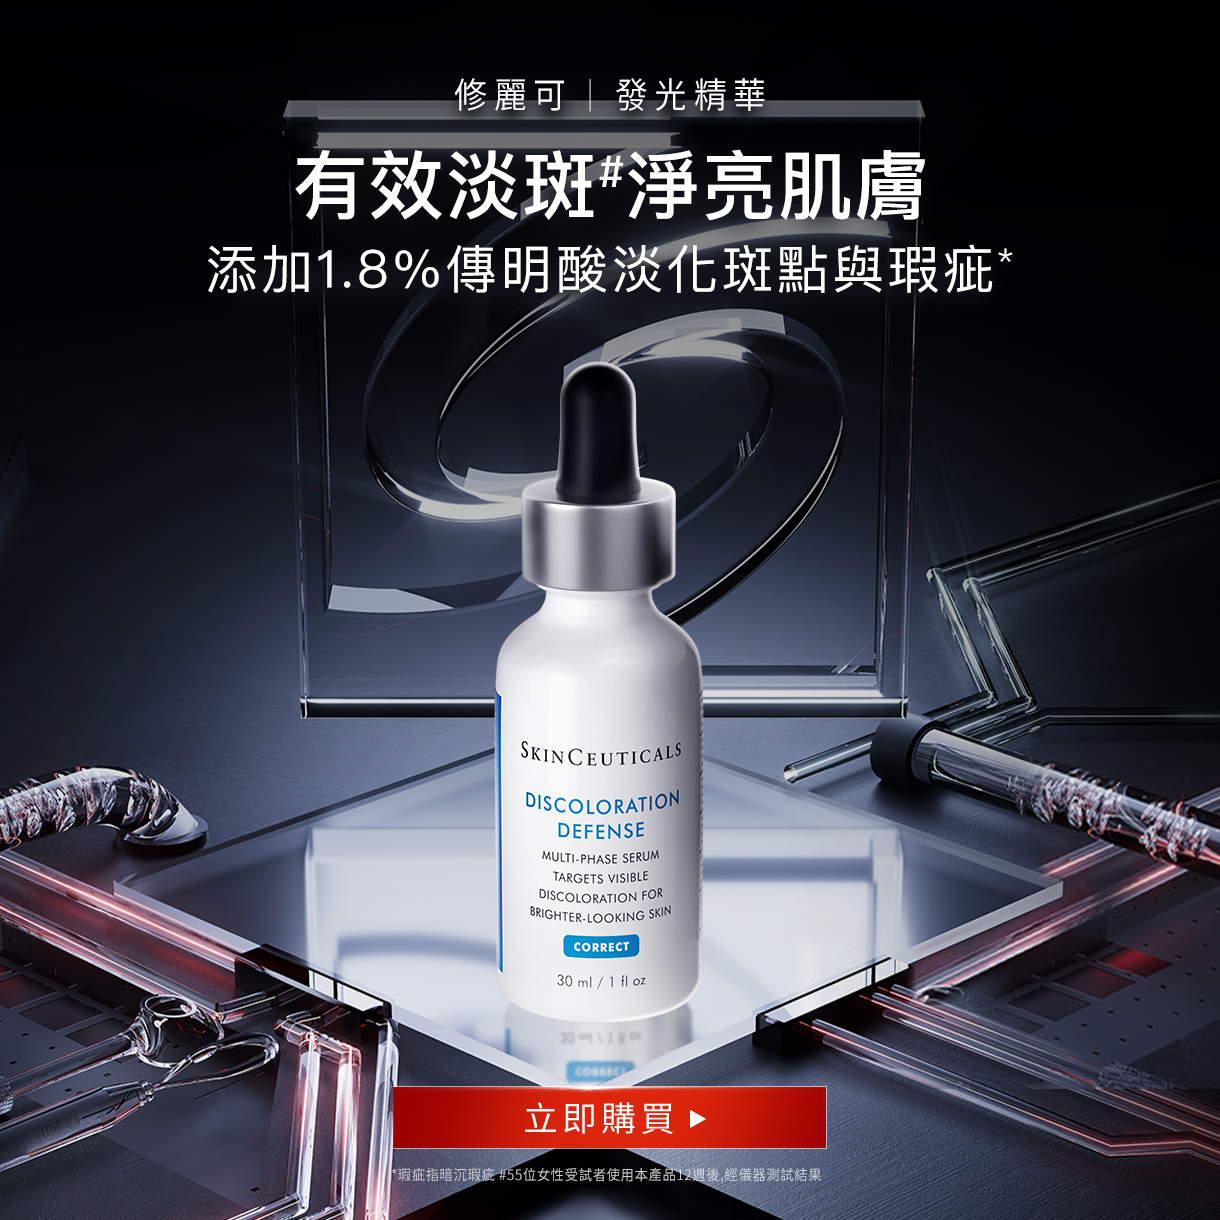 修麗可｜發光精華
有效淡斑#淨亮肌膚
添加1.8%傳明酸淡化斑點與瑕疵*
SKINCEUTICALS
DISCOLORATION
DEFENSE
MULTI-PHASE SERUM
TARGETS VISIBLE
DISCOLORATION FOR
BRIGHTER-LOOKING SKIN
CORRECT
30 ml / 1 fl oz
立即購買▶
*瑕疵指暗沉瑕疵 #55位女性受試者使用本產品12週後,經儀器測試結果